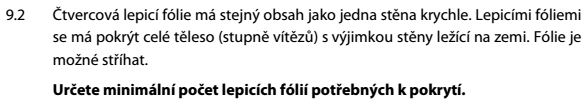 9.2 Čtvercová lepicí fólie má stejný obsah jako jedna stěna krychle. Lepicími fóliemi
se má pokrýt celé těleso (stupně vítězů) s výjimkou stěny ležící na zemi. Fólie je
možné stříhat.
Určete minimální počet lepicích fólií potřebných k pokrytí.